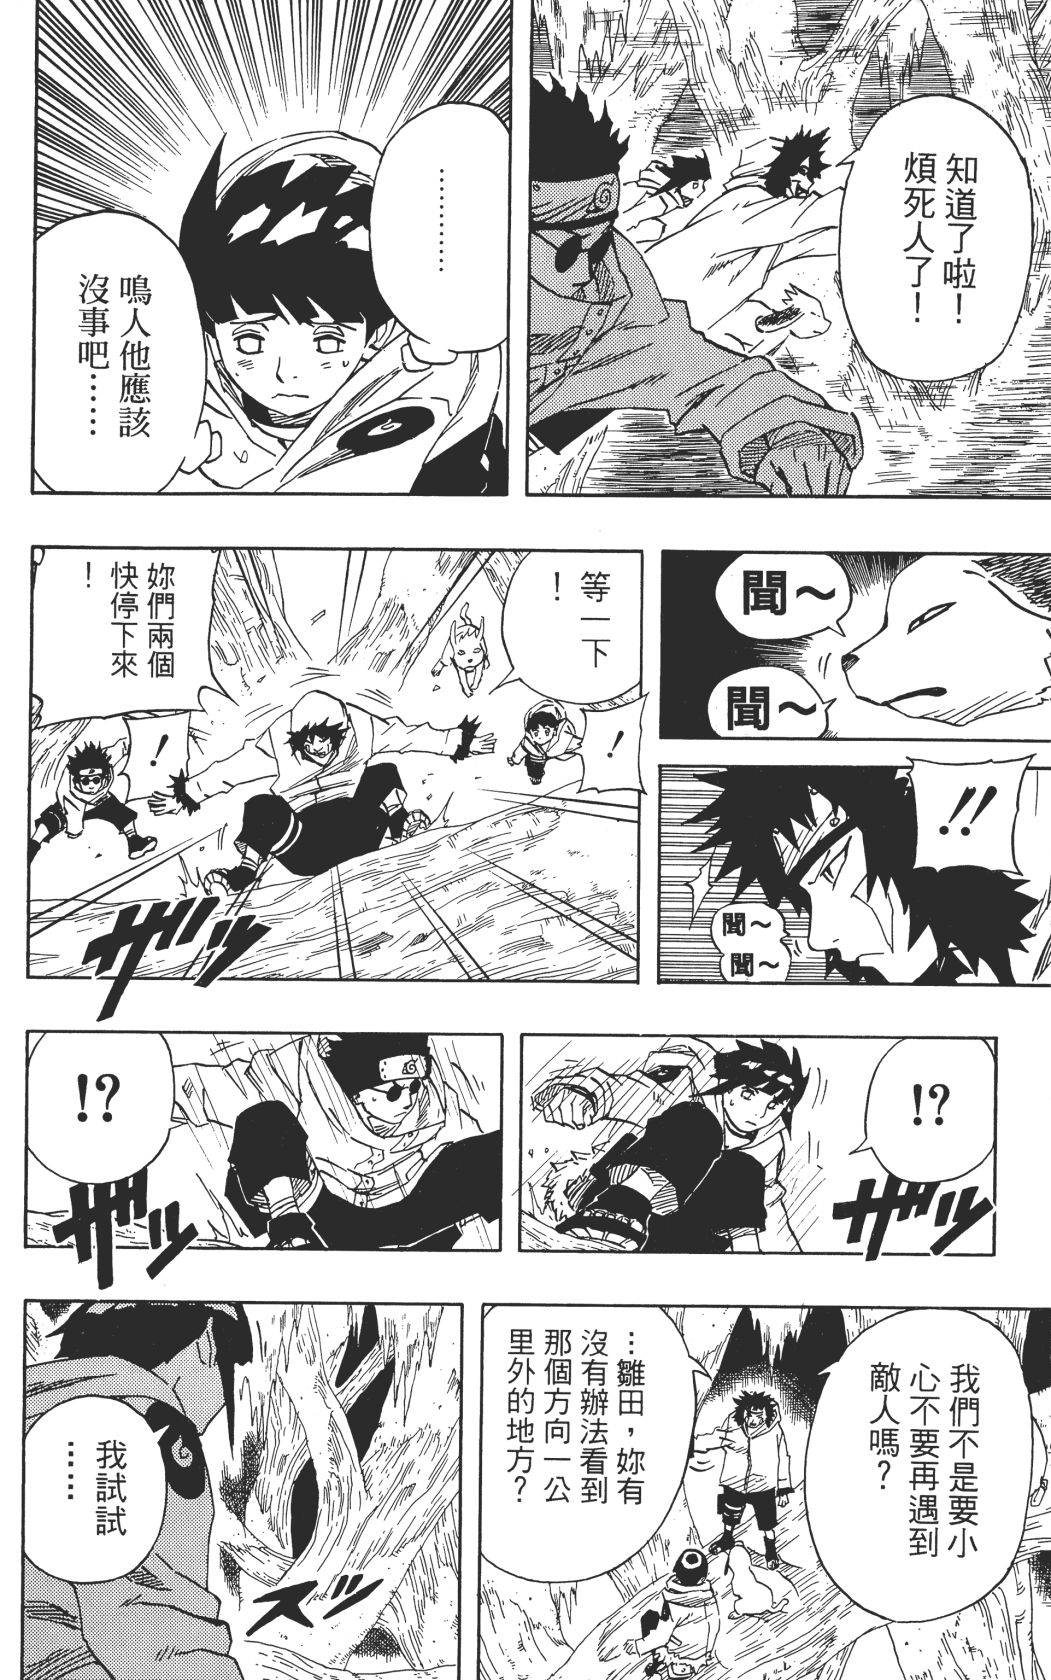 知道了啦！
煩死人了！
………
鳴人他應該
沒事吧……
聞～
聞～
!!
聞～
聞～
等一下
！
！
妳們兩個
快停下來
！
！
ザザッ
!?
ザザッ
!?
ザザッ
我們不是要小
心不要再遇到
敵人嗎？
…雛田，妳有
沒有辦法看到
那個方向一公
里外的地方？
我試試
……
ズッ